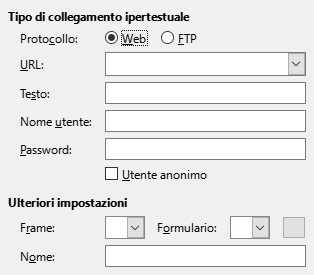 Tipo di collegamento ipertestuale
Protocollo: Web FTP
URL:
Testo:
Nome utente:
Password:
Utente anonimo
Ulteriori impostazioni
Frame: Formulario:
Nome: